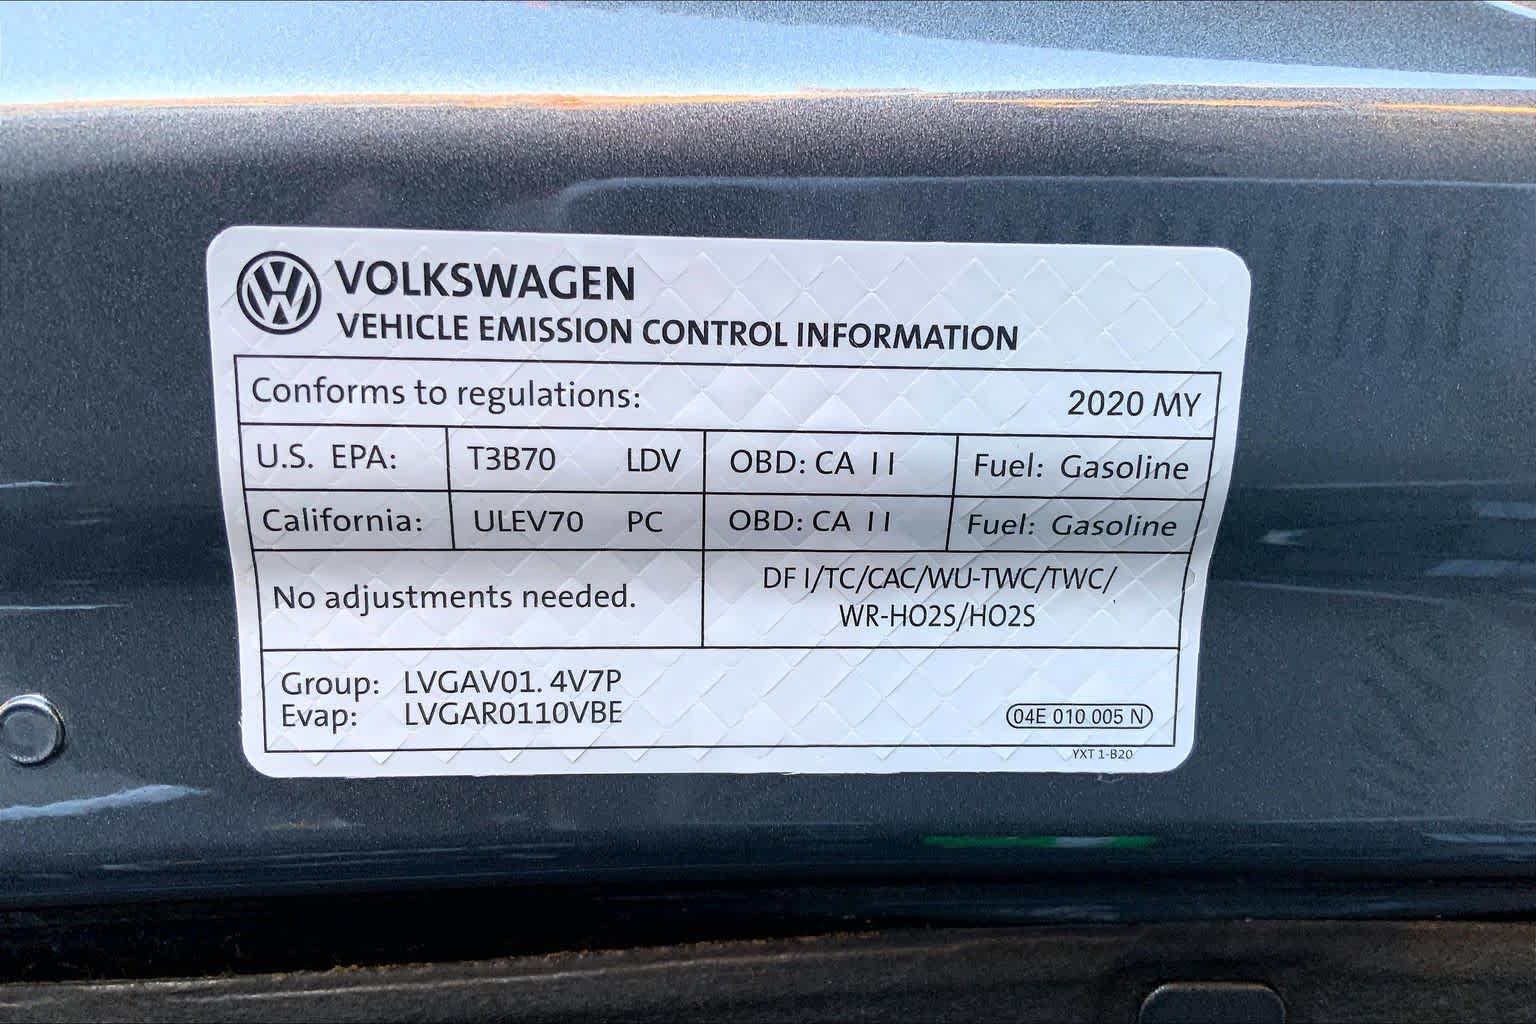 VOLKSWAGEN
VEHICLE EMISSION CONTROL INFORMATION
Conforms to regulations: 2020 MY
U.S. EPA: T3B70 LDV OBD: CA II Fuel: Gasoline
California: ULEV70 PC OBD: CA II Fuel: Gasoline
No adjustments needed.
DFI/TC/CAC/WU-TWC/TWC/
WR-HO2S/HO2S
Group: LVGAV01.4V7P
Evap: LVGAR0110VBE
04E 010 005 N
YXT 1-B20